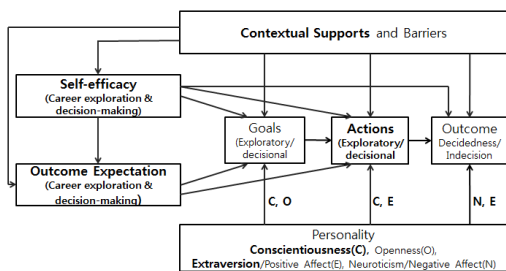 Contextual Supports and Barriers
Self-efficacy
(Career exploration &
decision-making)
Outcome Expectation
(Career exploration &
decision-making)
Goals
(Exploratory/
decisional
Actions
(Exploratory/
decisional
Outcome
Decidedness/
Indecision
C, O
C, E
N, E
Personality
Conscientiousness(C), Openness(O),
Extraversion/Positive Affect(E), Neuroticism/Negative Affect(N)